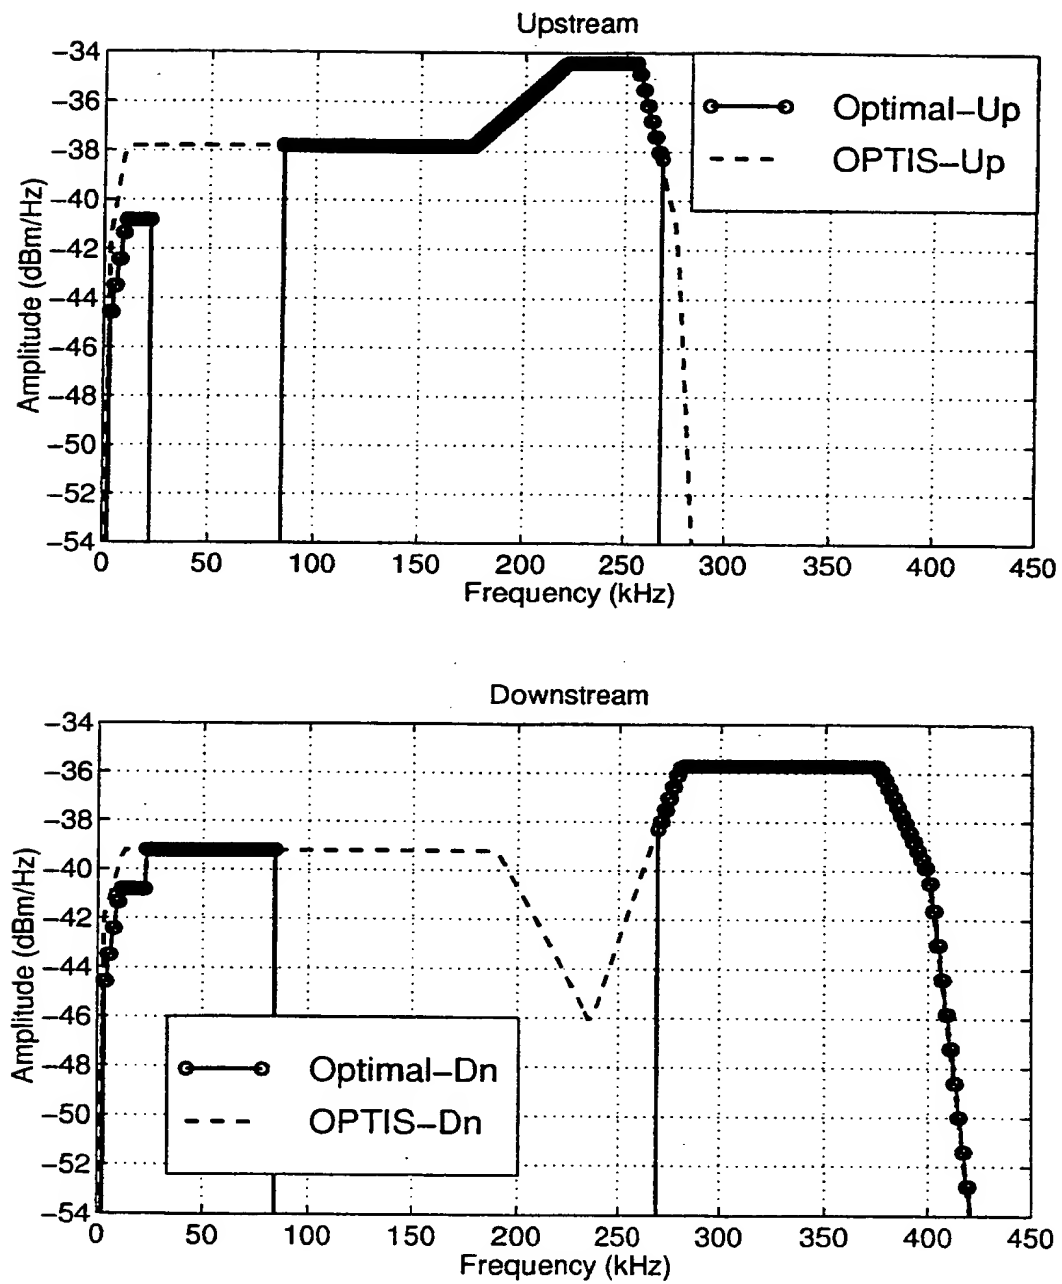 Upstream
−34
−36
−38
−40
−42
−44
−46
−48
−50
−52
−54
Amplitude (dBm/Hz)
Optimal−Up
OPTIS−Up
0 50 100 150 200 250 300 350 400 450
Frequency (kHz)
Downstream
−34
−36
−38
−40
−42
−44
−46
−48
−50
−52
−54
Amplitude (dBm/Hz)
Optimal−Dn
OPTIS−Dn
0 50 100 150 200 250 300 350 400 450
Frequency (kHz)